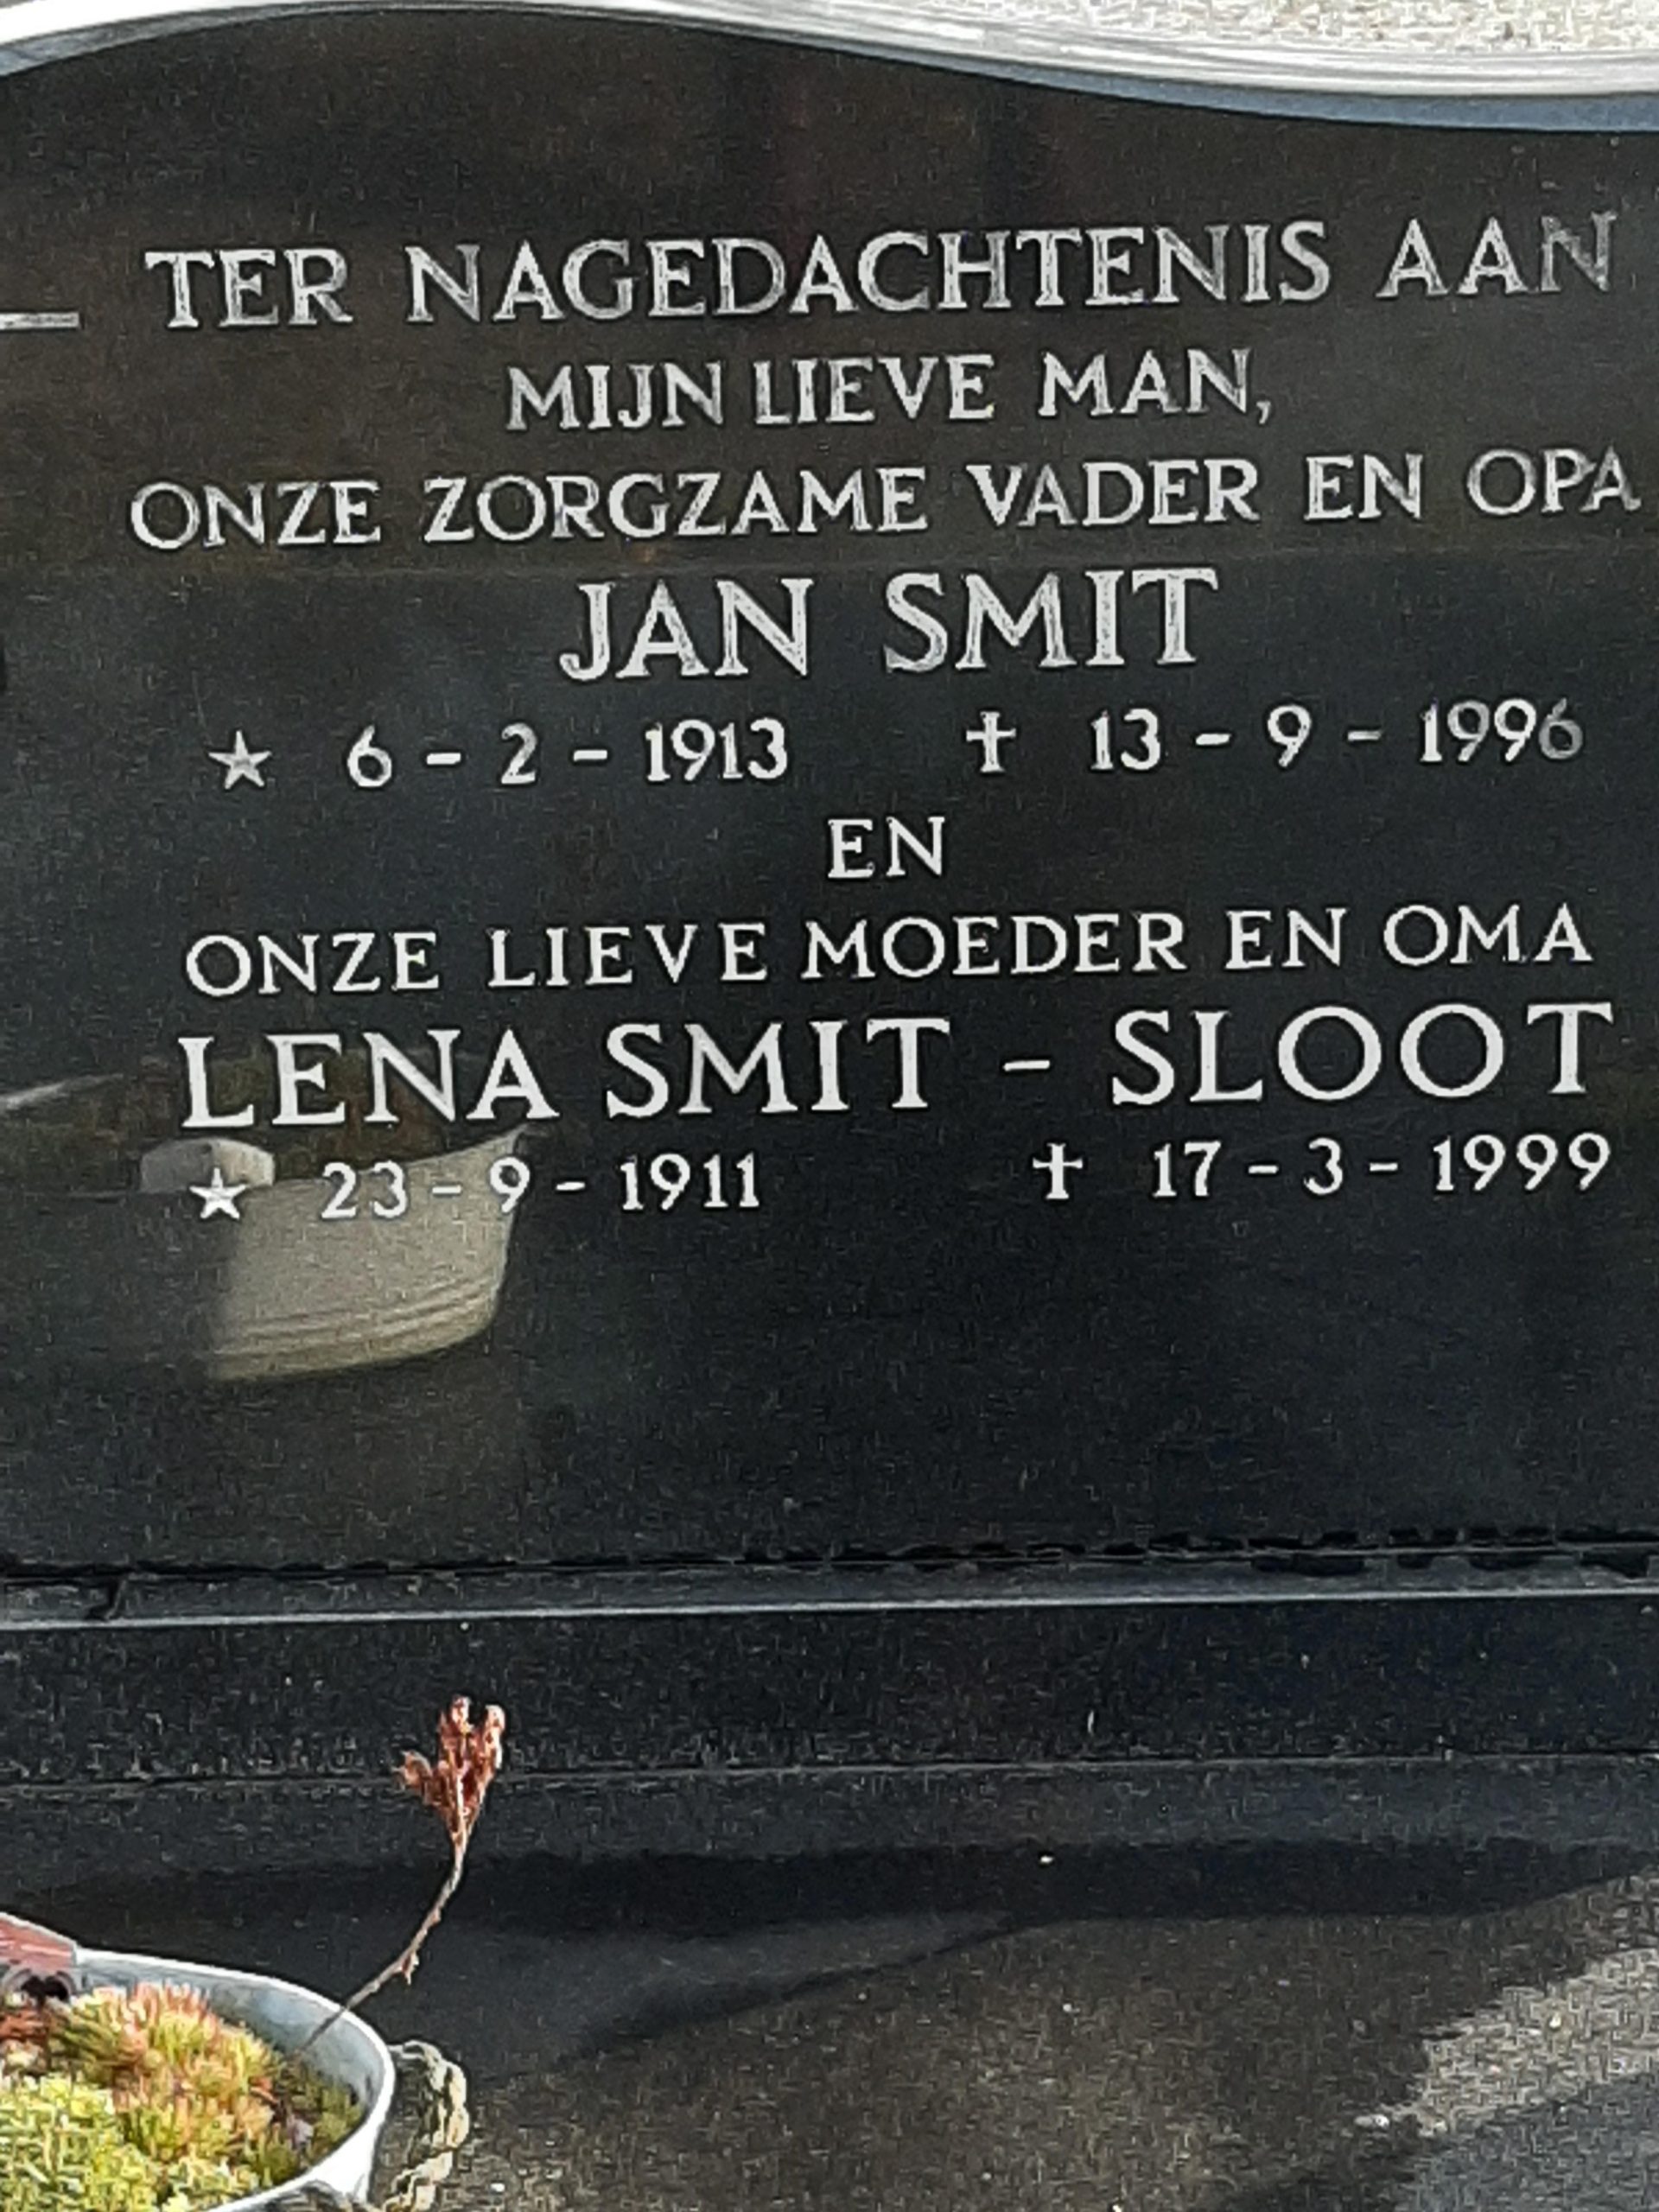 TER NAGEDACHTENIS AAN
MIJN LIEVE MAN,
ONZE ZORGZAME VADER EN OPA
JAN SMIT
★ 6 - 2 - 1913 † 13 - 9 - 1996
EN
ONZE LIEVE MOEDER EN OMA
LENA SMIT - SLOOT
★ 23 - 9 - 1911 † 17 - 3 - 1999